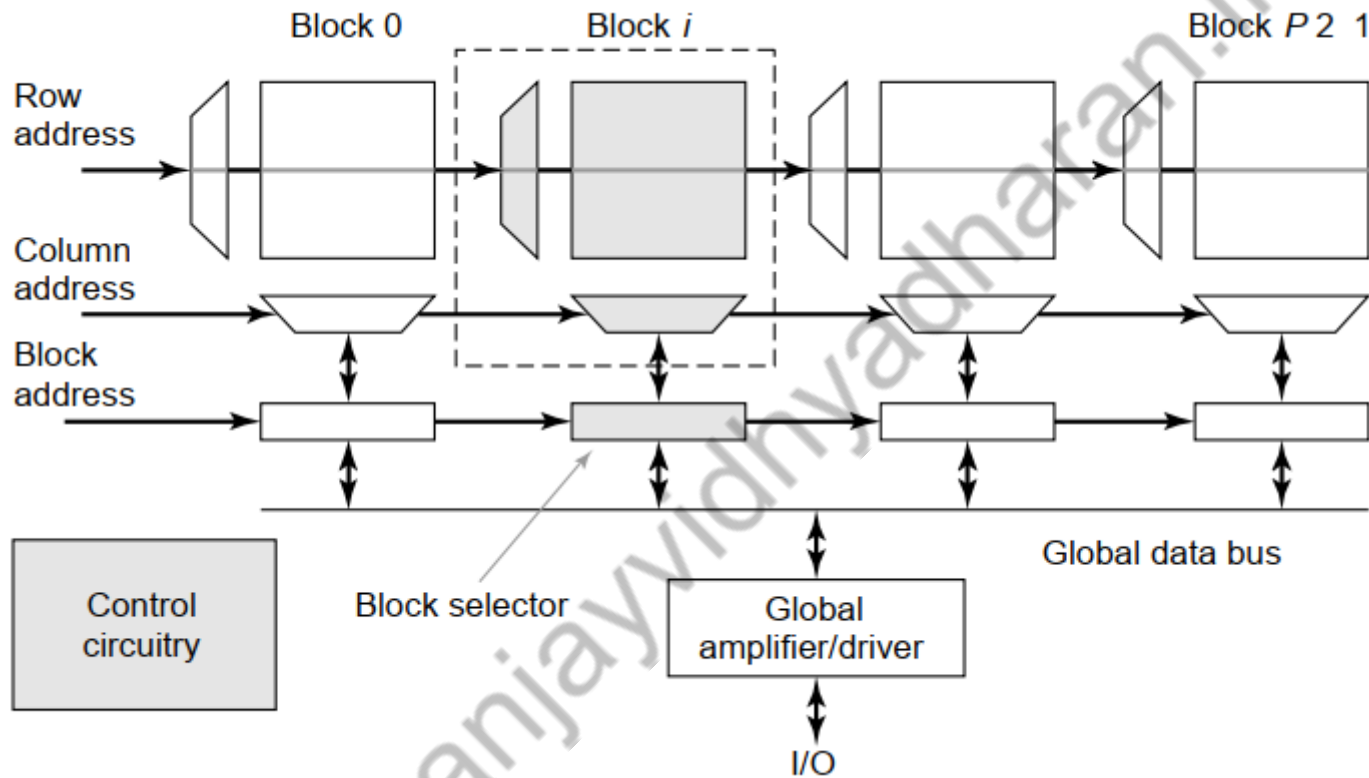 Block 0
Block i
Block P 2 1
Row
address
Column
address
Block
address
Global data bus
Control
circuitry
Block selector
Global
amplifier/driver
I/O
anjayvidhyadharan.i